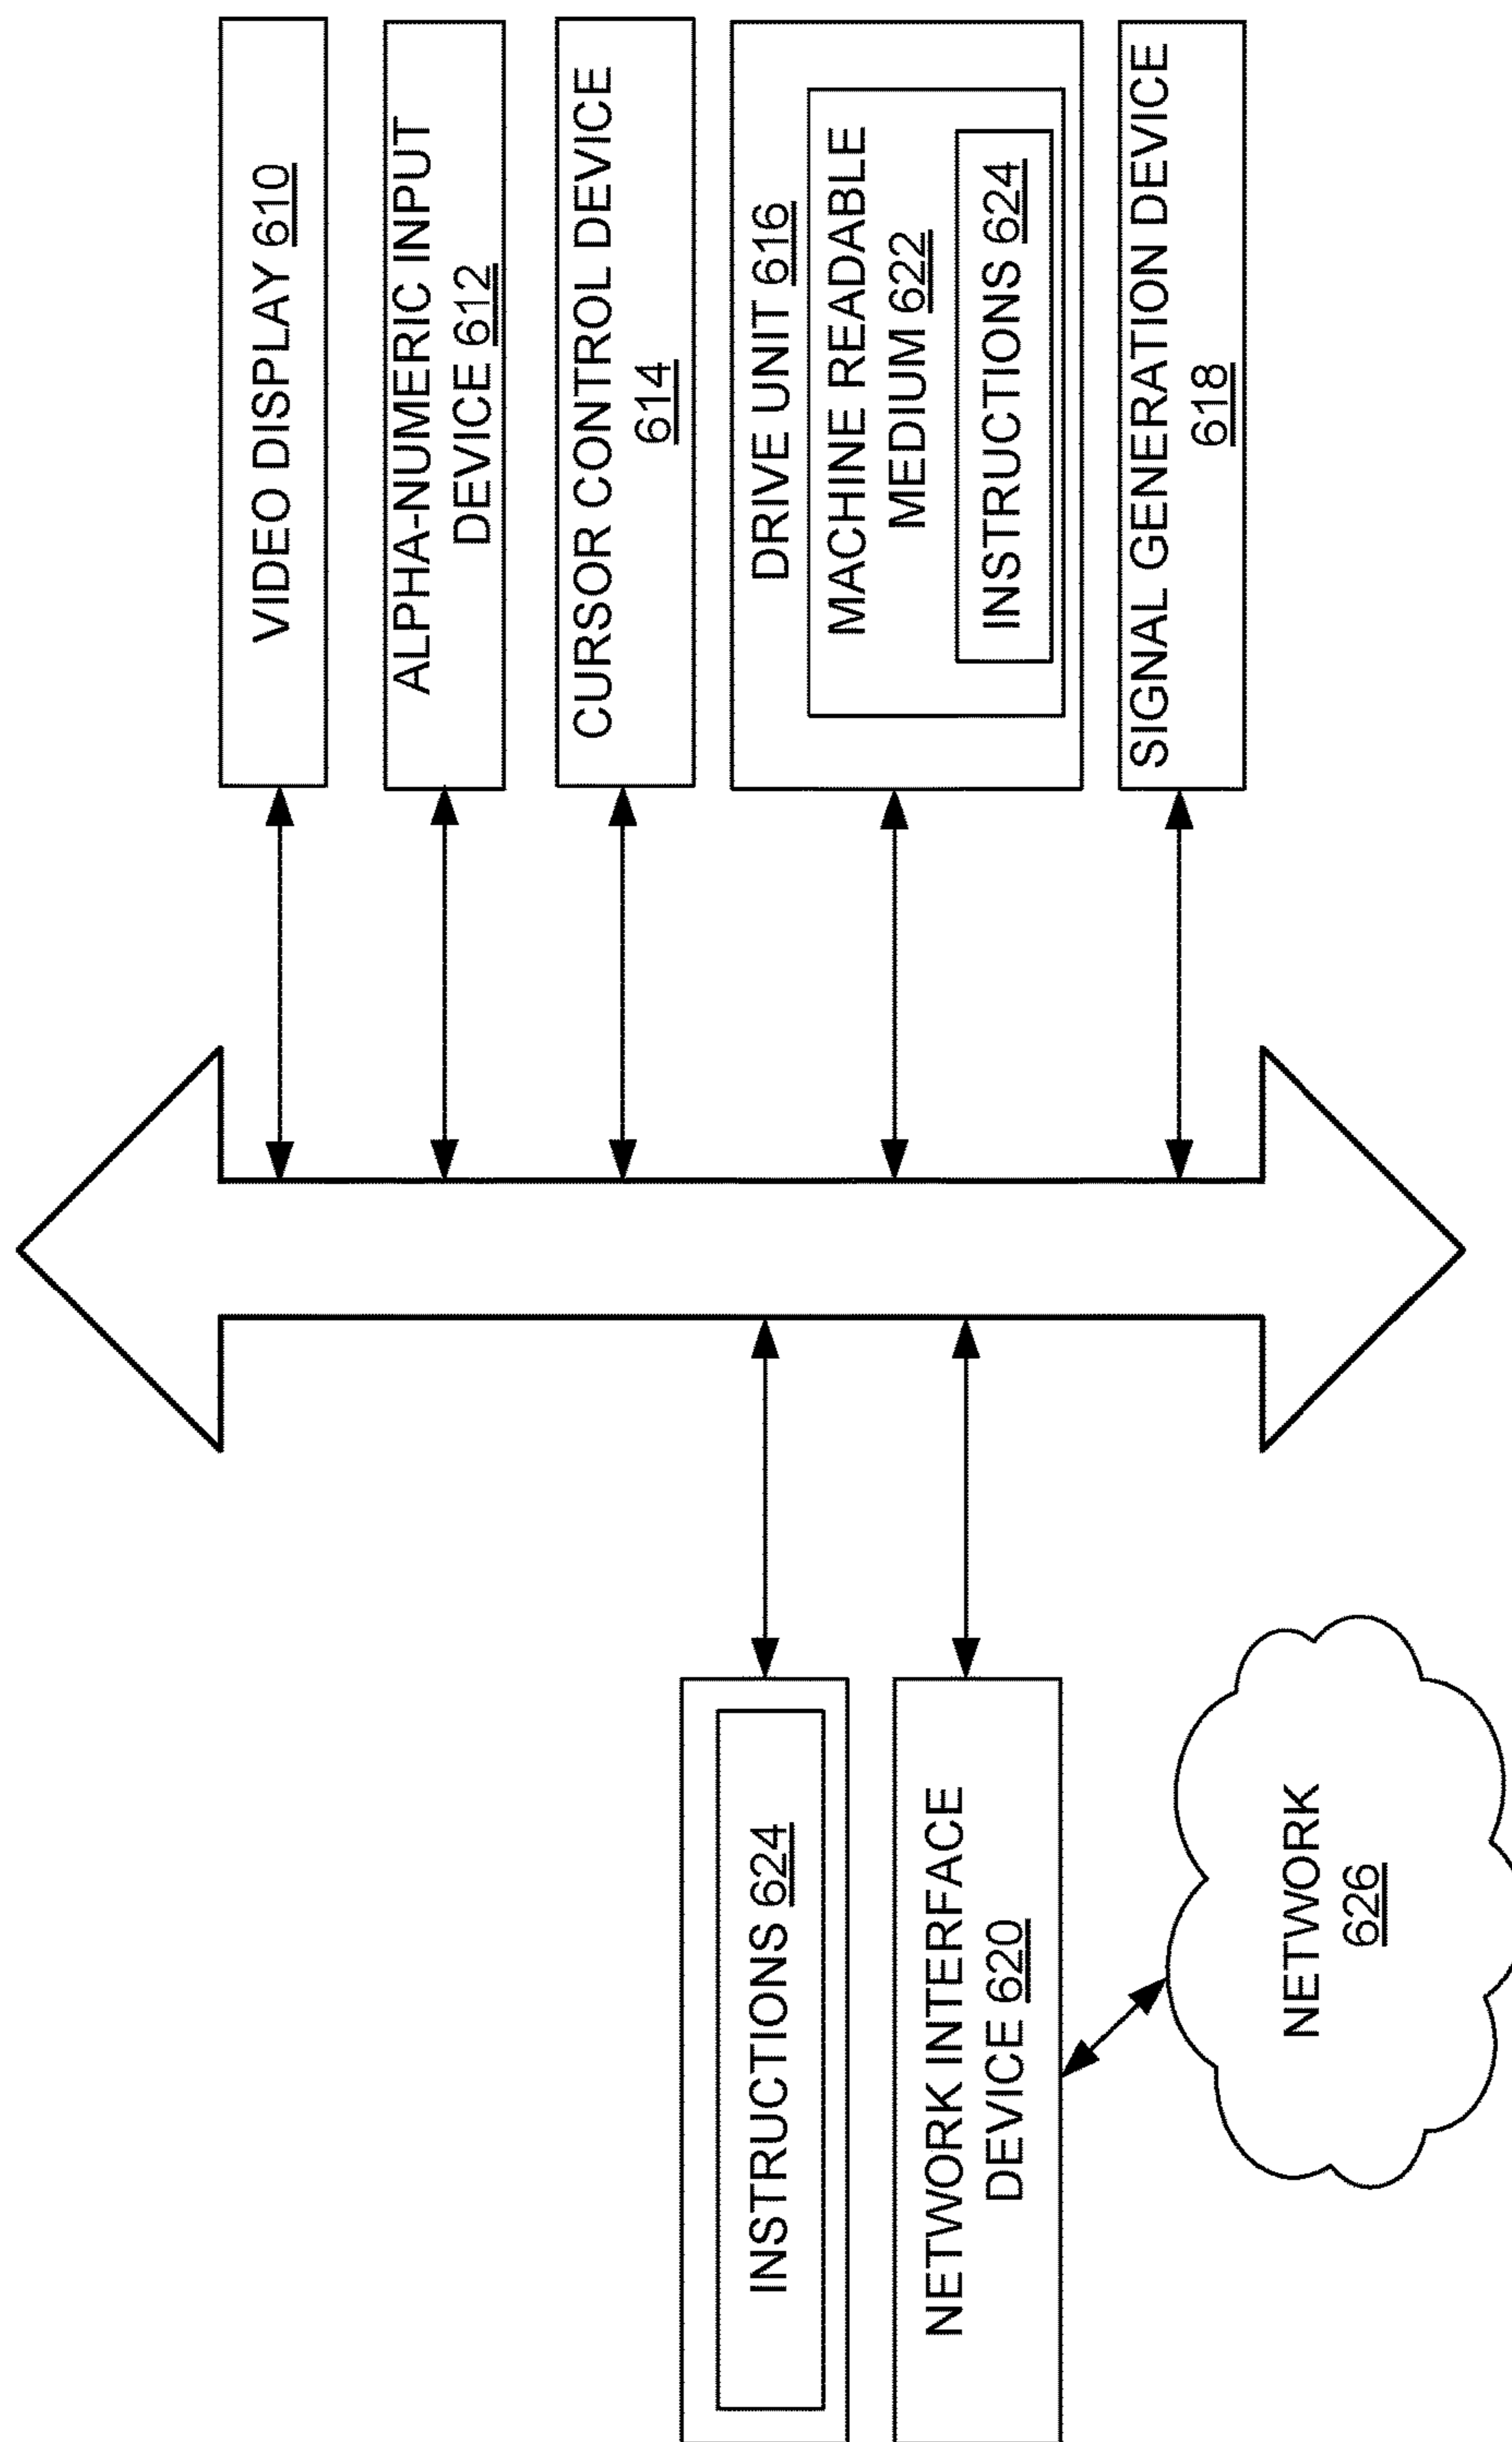 VIDEO DISPLAY 610
ALPHA-NUMERIC INPUT
DEVICE 612
CURSOR CONTROL DEVICE
614
DRIVE UNIT 616
MACHINE READABLE
MEDIUM 622
INSTRUCTIONS 624
SIGNAL GENERATION DEVICE
618
INSTRUCTIONS 624
NETWORK INTERFACE
DEVICE 620
NETWORK
626